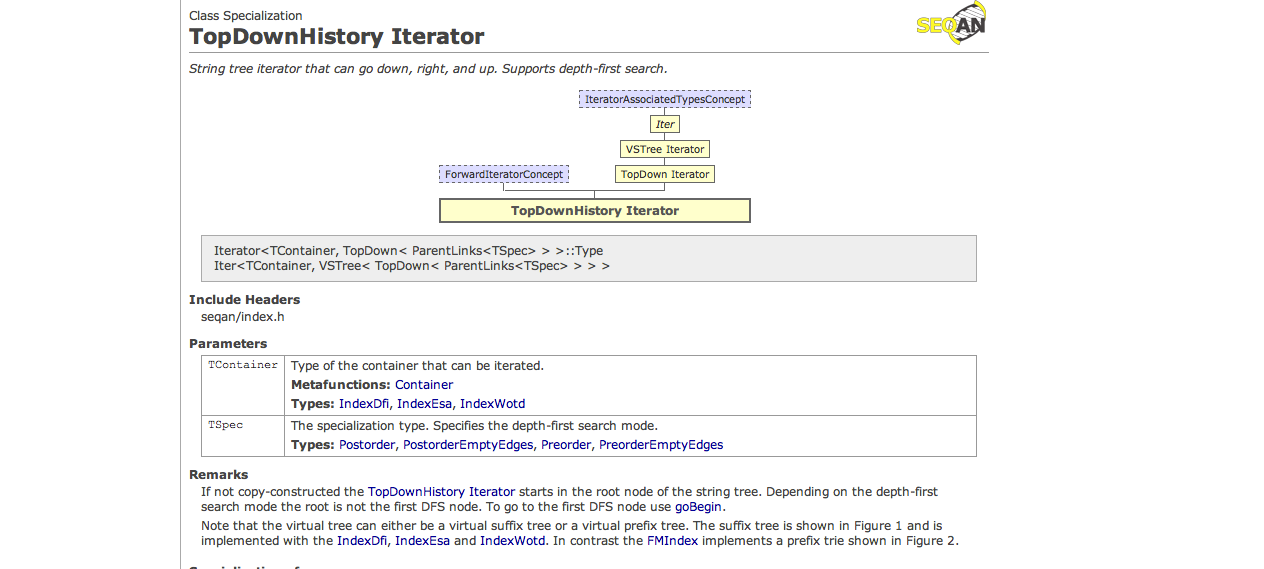 Class Specialization
SEQAN
TopDownHistory Iterator
String tree iterator that can go down, right, and up. Supports depth-first search.
IteratorAssociatedTypesConcept
Iter
VSTree Iterator
ForwardIteratorConcept
TopDown Iterator
TopDownHistory Iterator
Iterator<TContainer, TopDown< ParentLinks<TSpec> > >::Type
Iter<TContainer, VSTree< TopDown< ParentLinks<TSpec> > > >
Include Headers
seqan/index.h
Parameters
TContainer Type of the container that can be iterated.
Metafunctions: Container
Types: IndexDfi, IndexEsa, IndexWotd
TSpec The specialization type. Specifies the depth-first search mode.
Types: Postorder, PostorderEmptyEdges, Preorder, PreorderEmptyEdges
Remarks
If not copy-constructed the TopDownHistory Iterator starts in the root node of the string tree. Depending on the depth-first
search mode the root is not the first DFS node. To go to the first DFS node use goBegin.
Note that the virtual tree can either be a virtual suffix tree or a virtual prefix tree. The suffix tree is shown in Figure 1 and is
implemented with the IndexDfi, IndexEsa and IndexWotd. In contrast the FMIndex implements a prefix trie shown in Figure 2.